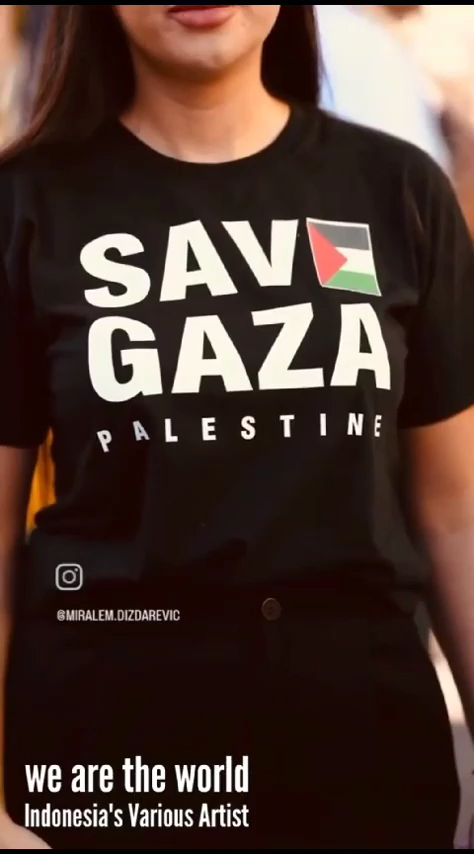 SAV
GAZA
PALESTINE
@MIRALEM.DIZDAREVIC
we are the world
Indonesia's Various Artist